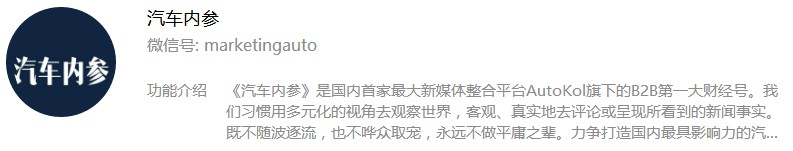 汽车内参
汽车内参
微信号: marketingauto
功能介绍 《汽车内参》是国内首家最大新媒体整合平台AutoKol旗下的B2B第一大财经号。我
们习惯用多元化的视角去观察世界，客观、真实地去评论或呈现所看到的新闻事实。
既不随波逐流，也不哗众取宠，永远不做平庸之辈。力争打造国内最具影响力的汽...